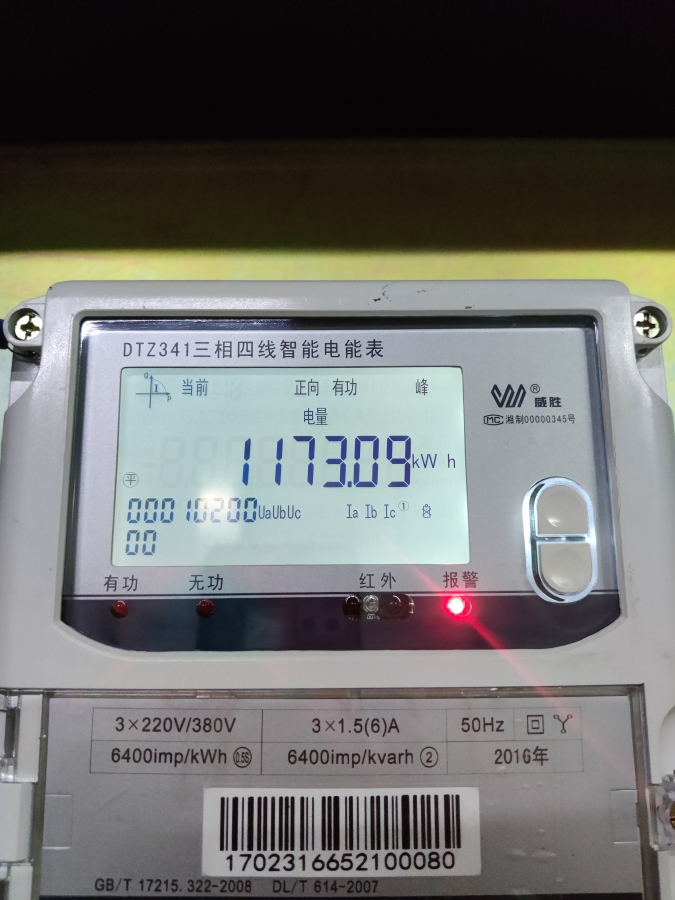 DTZ341三相四线智能电能表
当前 正向 有功 峰
电量
威胜
MC 湘制00000345号
1173.09 kWh
平
00010200 UaUbUc Ia Ib Ic ①
00
有功 无功 红外 报警
3×220V/380V 3×1.5(6)A 50Hz
6400imp/kWh 0.5S 6400imp/kvarh ② 2016年
1702316652100080
GB/T 17215.322-2008 DL/T 614-2007